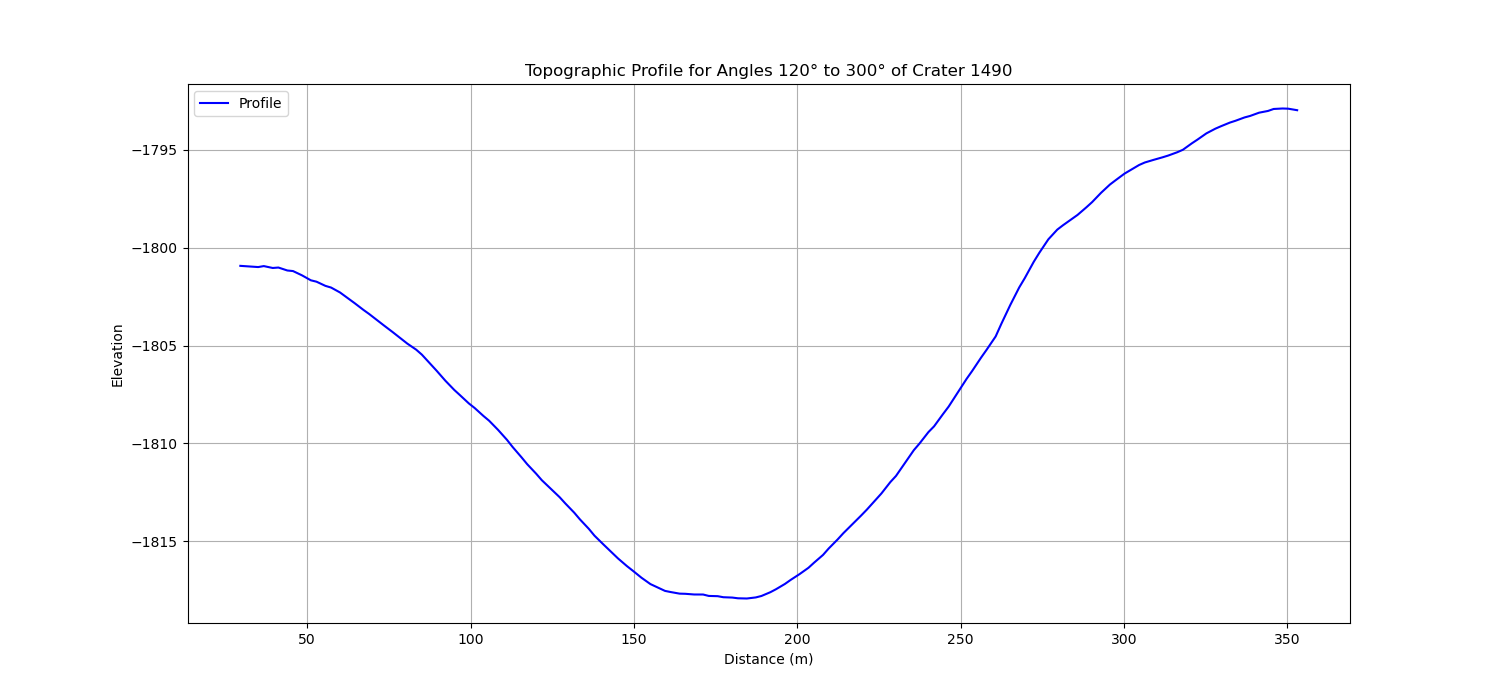 Topographic Profile for Angles 120° to 300° of Crater 1490
Profile
−1795
−1800
−1805
−1810
−1815
Elevation
50 100 150 200 250 300 350
Distance (m)